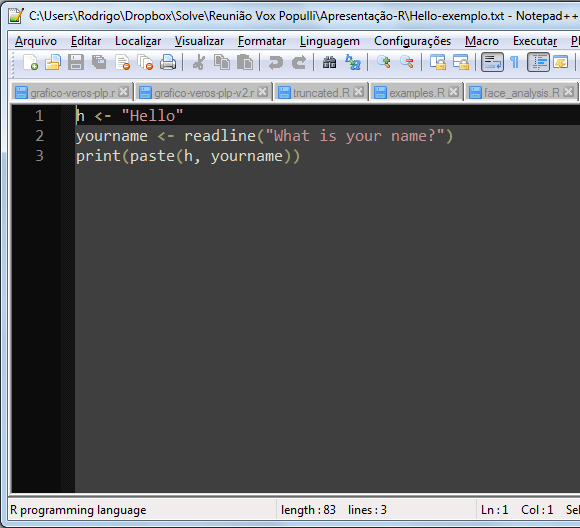 C:\Users\Rodrigo\Dropbox\Solve\Reunião Vox Populli\Apresentação-R\Hello-exemplo.txt - Notepad++
Arquivo Editar Localizar Visualizar Formatar Linguagem Configurações Macro Executar Pl
grafico-veros-plp.r grafico-veros-plp-v2.r truncated.R examples.R face_analysis.R
1 h <- "Hello"
2 yourname <- readline("What is your name?")
3 print(paste(h, yourname))
R programming language length : 83 lines : 3 Ln : 1 Col : 1 Sel